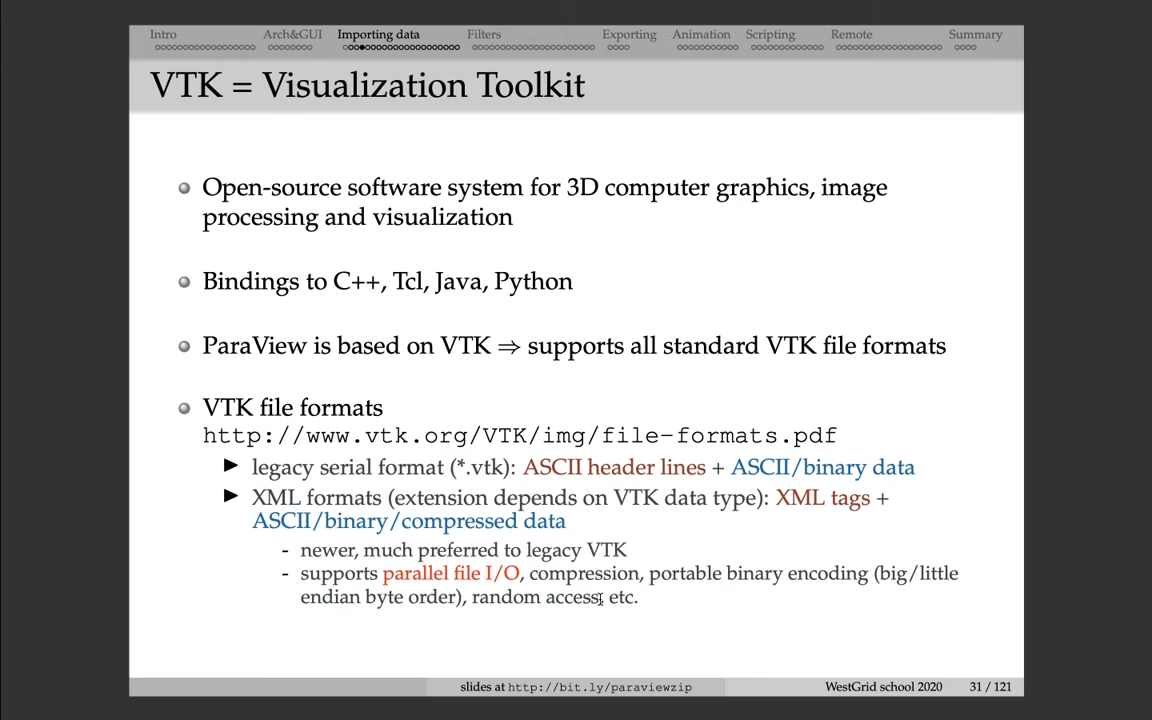 Intro Arch&GUI Importing data Filters Exporting Animation Scripting Remote Summary
VTK = Visualization Toolkit
Open-source software system for 3D computer graphics, image
processing and visualization
Bindings to C++, Tcl, Java, Python
ParaView is based on VTK ⇒ supports all standard VTK file formats
VTK file formats
http://www.vtk.org/VTK/img/file-formats.pdf
legacy serial format (*.vtk): ASCII header lines + ASCII/binary data
XML formats (extension depends on VTK data type): XML tags +
ASCII/binary/compressed data
- newer, much preferred to legacy VTK
- supports parallel file I/O, compression, portable binary encoding (big/little
endian byte order), random access, etc.
slides at http://bit.ly/paraviewzip WestGrid school 2020 31 / 121